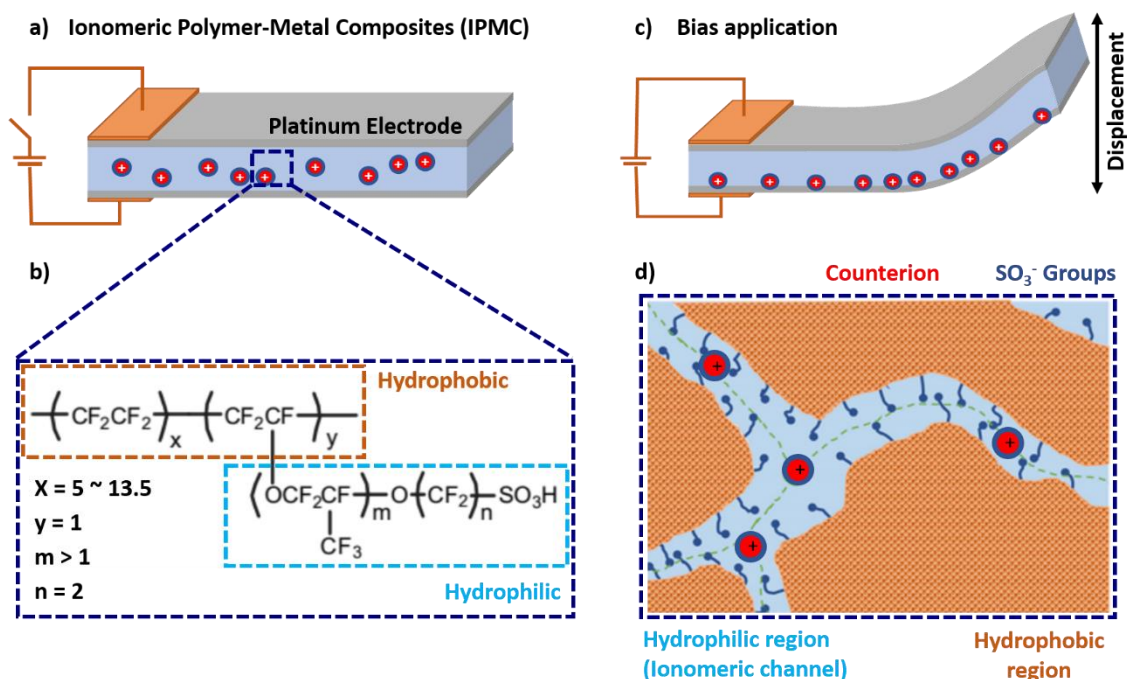 a) Ionomeric Polymer-Metal Composites (IPMC)
Platinum Electrode
+ + + + + + + + +
c) Bias application
Displacement
+ + + + + + + + + +
b)
Hydrophobic
(CF₂CF₂)x (CF₂CF)y
(OCF₂CF)m O (CF₂)n SO₃H
CF₃
X = 5 ~ 13.5
y = 1
m > 1
n = 2
Hydrophilic
d)
Counterion
SO₃⁻ Groups
+
+
+
+
Hydrophilic region
(Ionomeric channel)
Hydrophobic
region